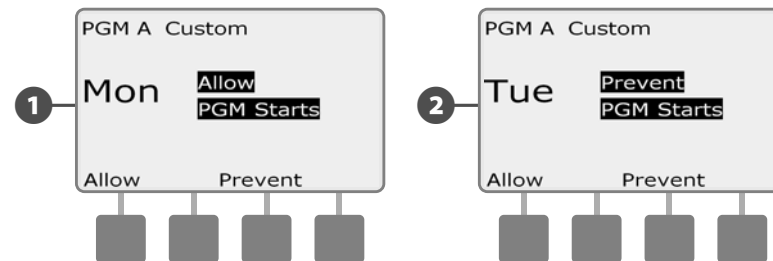 PGM A Custom
1
Mon
Allow
PGM Starts
Allow Prevent
PGM A Custom
2
Tue
Prevent
PGM Starts
Allow Prevent